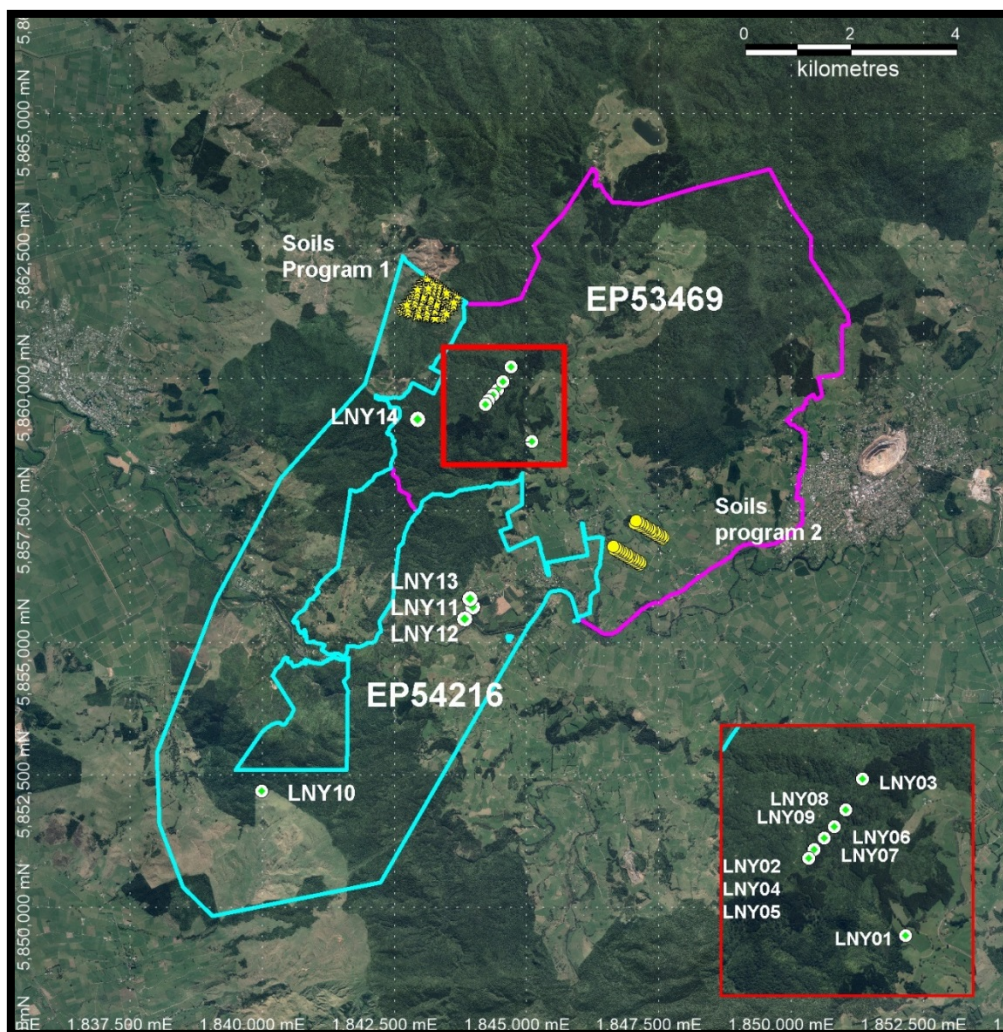 0 2 4
kilometres
5,865,000 mN
Soils
Program 1
5,862,500 mN
EP53469
5,860,000 mN
LNY14
5,857,500 mN
Soils
program 2
LNY13
LNY11
LNY12
5,855,000 mN
EP54216
5,852,500 mN
LNY10
LNY03
LNY08
LNY09
LNY06
LNY07
LNY02
LNY04
LNY05
LNY01
5,850,000 mN
mN
1,837,500 mE 1,840,000 mE 1,842,500 mE 1,845,000 mE 1,847,500 mE 1,850,000 mE 1,852,500 mE